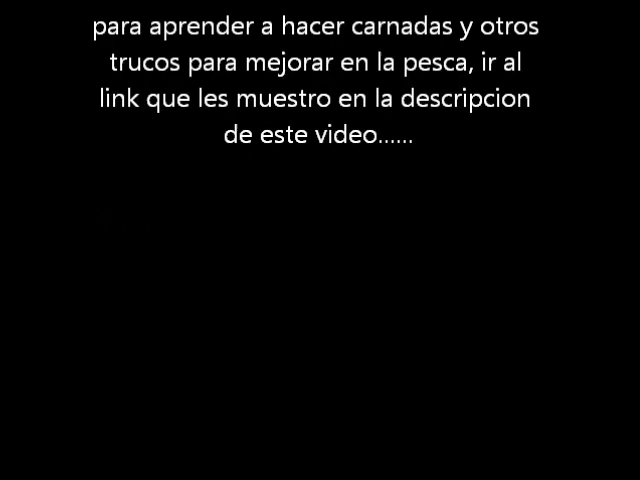 para aprender a hacer carnadas y otros
trucos para mejorar en la pesca, ir al
link que les muestro en la descripcion
de este video......